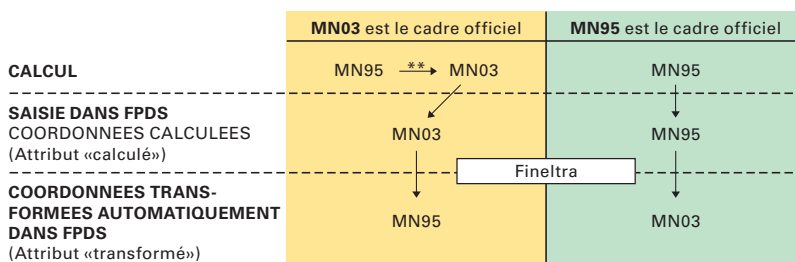 MN03 est le cadre officiel MN95 est le cadre officiel
CALCUL MN95 ** MN03 MN95
SAISIE DANS FPDS
COORDONNEES CALCULEES MN03 MN95
(Attribut «calculé»)
Fineltra
COORDONNEES TRANS-
FORMEES AUTOMATIQUEMENT MN95 MN03
DANS FPDS
(Attribut «transformé»)